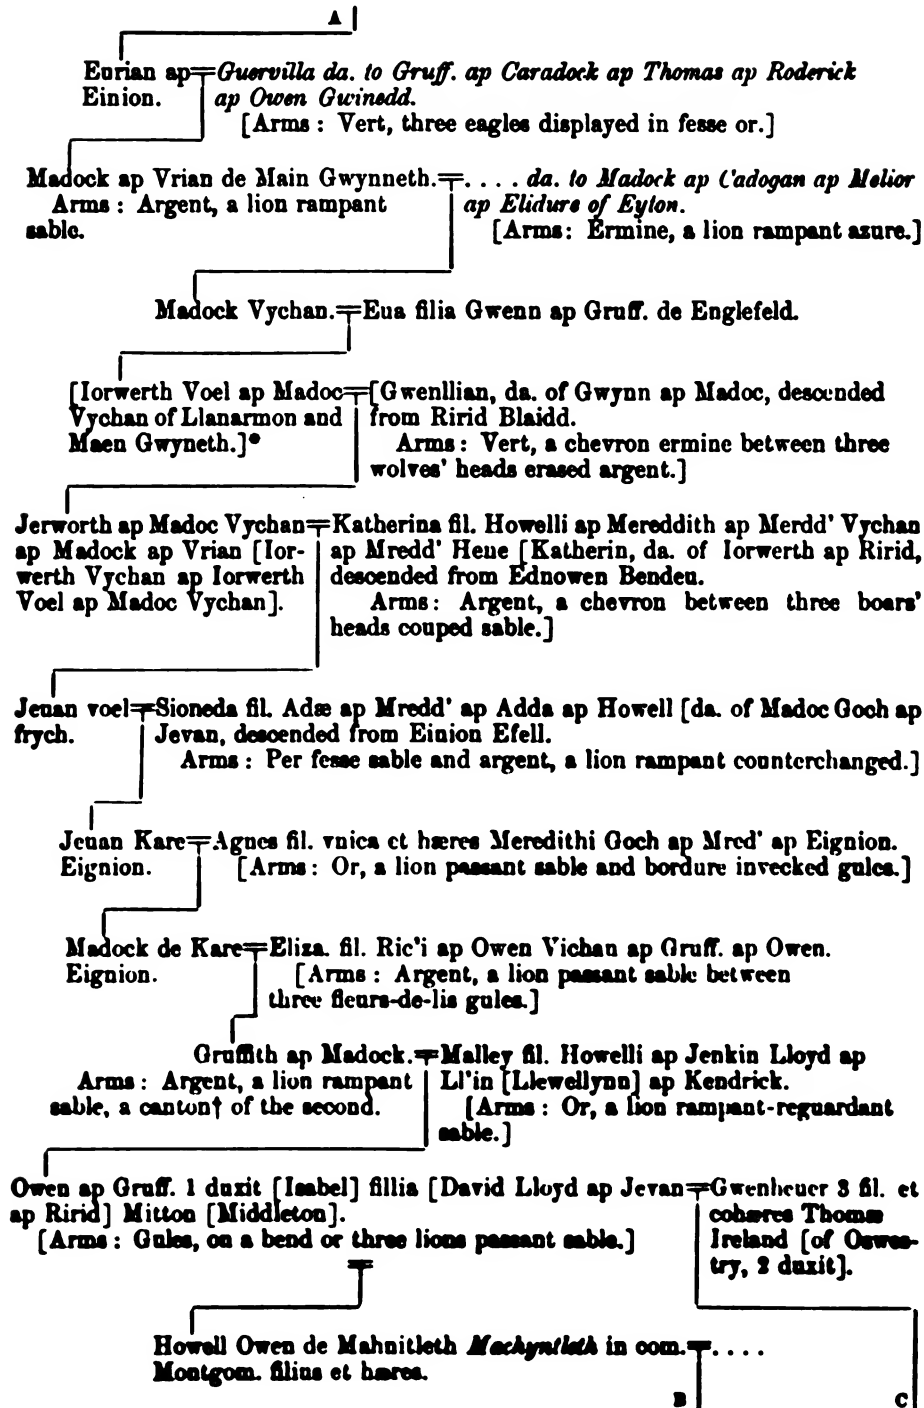 A
Eurian ap=Guervilla da. to Gruff. ap Caradock ap Thomas ap Roderick
Einion. ap Owen Gwinedd.
[Arms: Vert, three eagles displayed in fesse or.]
Madock ap Vrian de Main Gwynneth.=. . . . da. to Madock ap Cadogan ap Melior
Arms: Argent, a lion rampant ap Elidure of Eyton.
sable. [Arms: Ermine, a lion rampant azure.]
Madock Vychan.=Eua filia Gwenn ap Gruff. de Englefeld.
[Iorwerth Voel ap Madoc=[Gwenllian, da. of Gwynn ap Madoc, descended
Vychan of Llanarmon and from Ririd Blaidd.
Maen Gwyneth.]* Arms: Vert, a chevron ermine between three
wolves' heads erased argent.]
Jerworth ap Madoc Vychan=Katherina fil. Howelli ap Mereddith ap Merdd' Vychan
ap Madock ap Vrian [Ior- ap Mredd' Heue [Katherin, da. of Iorwerth ap Ririd,
werth Vychan ap Iorwerth descended from Ednowen Bendeu.
Voel ap Madoc Vychan]. Arms: Argent, a chevron between three boars'
heads couped sable.]
Jeuan voel=Sioneda fil. Adæ ap Mredd' ap Adda ap Howell [da. of Madoc Goch ap
frych. Jevan, descended from Einion Efell.
Arms: Per fesse sable and argent, a lion rampant counterchanged.]
Jeuan Kare=Agnes fil. vnica et hæres Meredithi Goch ap Mred' ap Eignion.
Eignion. [Arms: Or, a lion passant sable and bordure invecked gules.]
Madock de Kare=Eliza. fil. Ric'i ap Owen Vichan ap Gruff. ap Owen.
Eignion. [Arms: Argent, a lion passant sable between
three fleurs-de-lis gules.]
Gruffith ap Madock.=Malley fil. Howelli ap Jenkin Lloyd ap
Arms: Argent, a lion rampant Ll'in [Llewellynn] ap Kendrick.
sable, a canton† of the second. [Arms: Or, a lion rampant-reguardant
sable.]
Owen ap Gruff. 1 duxit [Isabel] fillia [David Lloyd ap Jevan=Gwenheuer 3 fil. et
ap Ririd] Mitton [Middleton]. cohæres Thomæ
[Arms: Gules, on a bend or three lions passant sable.] Ireland [of Oswes-
try, 2 duxit].
=
Howell Owen de Mahnitleth Machyntleth in com.=. . . .
Montgom. filius et hæres.
B C